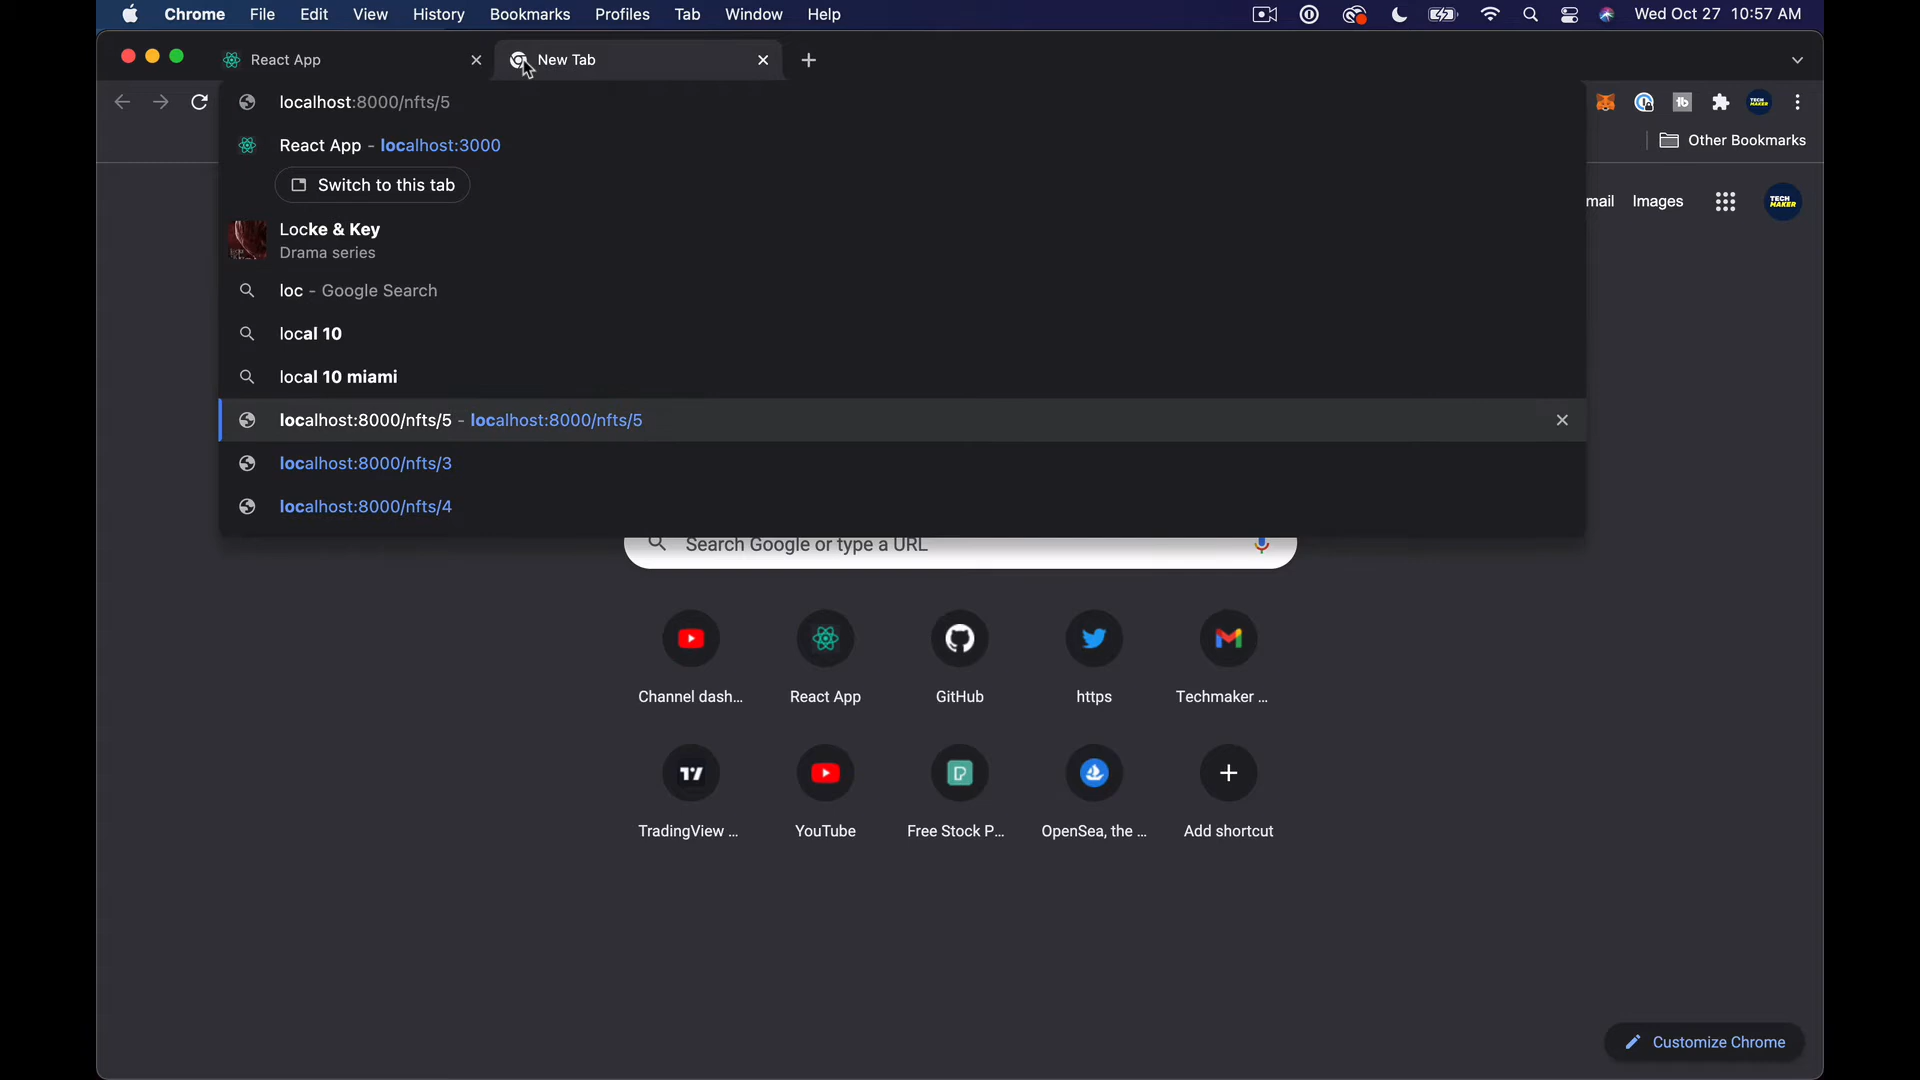 Chrome File Edit View History Bookmarks Profiles Tab Window Help Wed Oct 27 10:57 AM
React App New Tab
localhost:8000/nfts/5
React App - localhost:3000
Switch to this tab
Other Bookmarks
mail Images TECH MAKER
Locke & Key
Drama series
loc - Google Search
local 10
local 10 miami
localhost:8000/nfts/5 - localhost:8000/nfts/5
localhost:8000/nfts/3
localhost:8000/nfts/4
Search Google or type a URL
Channel dash... React App GitHub https Techmaker ...
TradingView ... YouTube Free Stock P... OpenSea, the ... Add shortcut
Customize Chrome